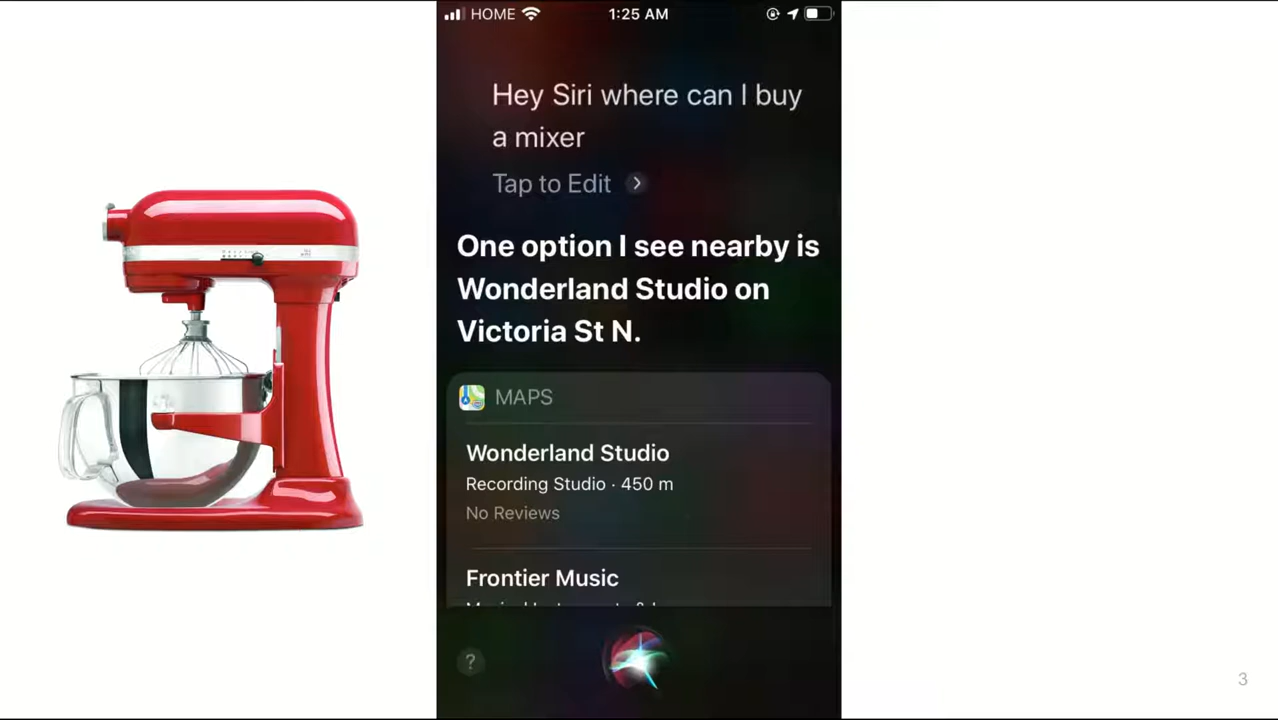 HOME 1:25 AM
Hey Siri where can I buy
a mixer
Tap to Edit
One option I see nearby is
Wonderland Studio on
Victoria St N.
MAPS
Wonderland Studio
Recording Studio · 450 m
No Reviews
Frontier Music
?
3